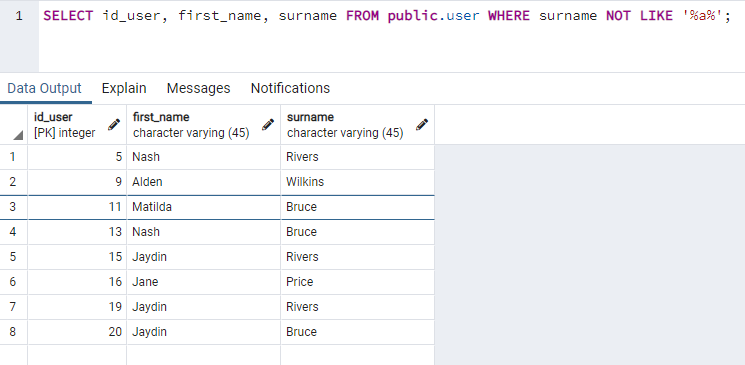 1 SELECT id_user, first_name, surname FROM public.user WHERE surname NOT LIKE '%a%';
Data Output Explain Messages Notifications
id_user first_name surname
[PK] integer character varying (45) character varying (45)
1 5 Nash Rivers
2 9 Alden Wilkins
3 11 Matilda Bruce
4 13 Nash Bruce
5 15 Jaydin Rivers
6 16 Jane Price
7 19 Jaydin Rivers
8 20 Jaydin Bruce